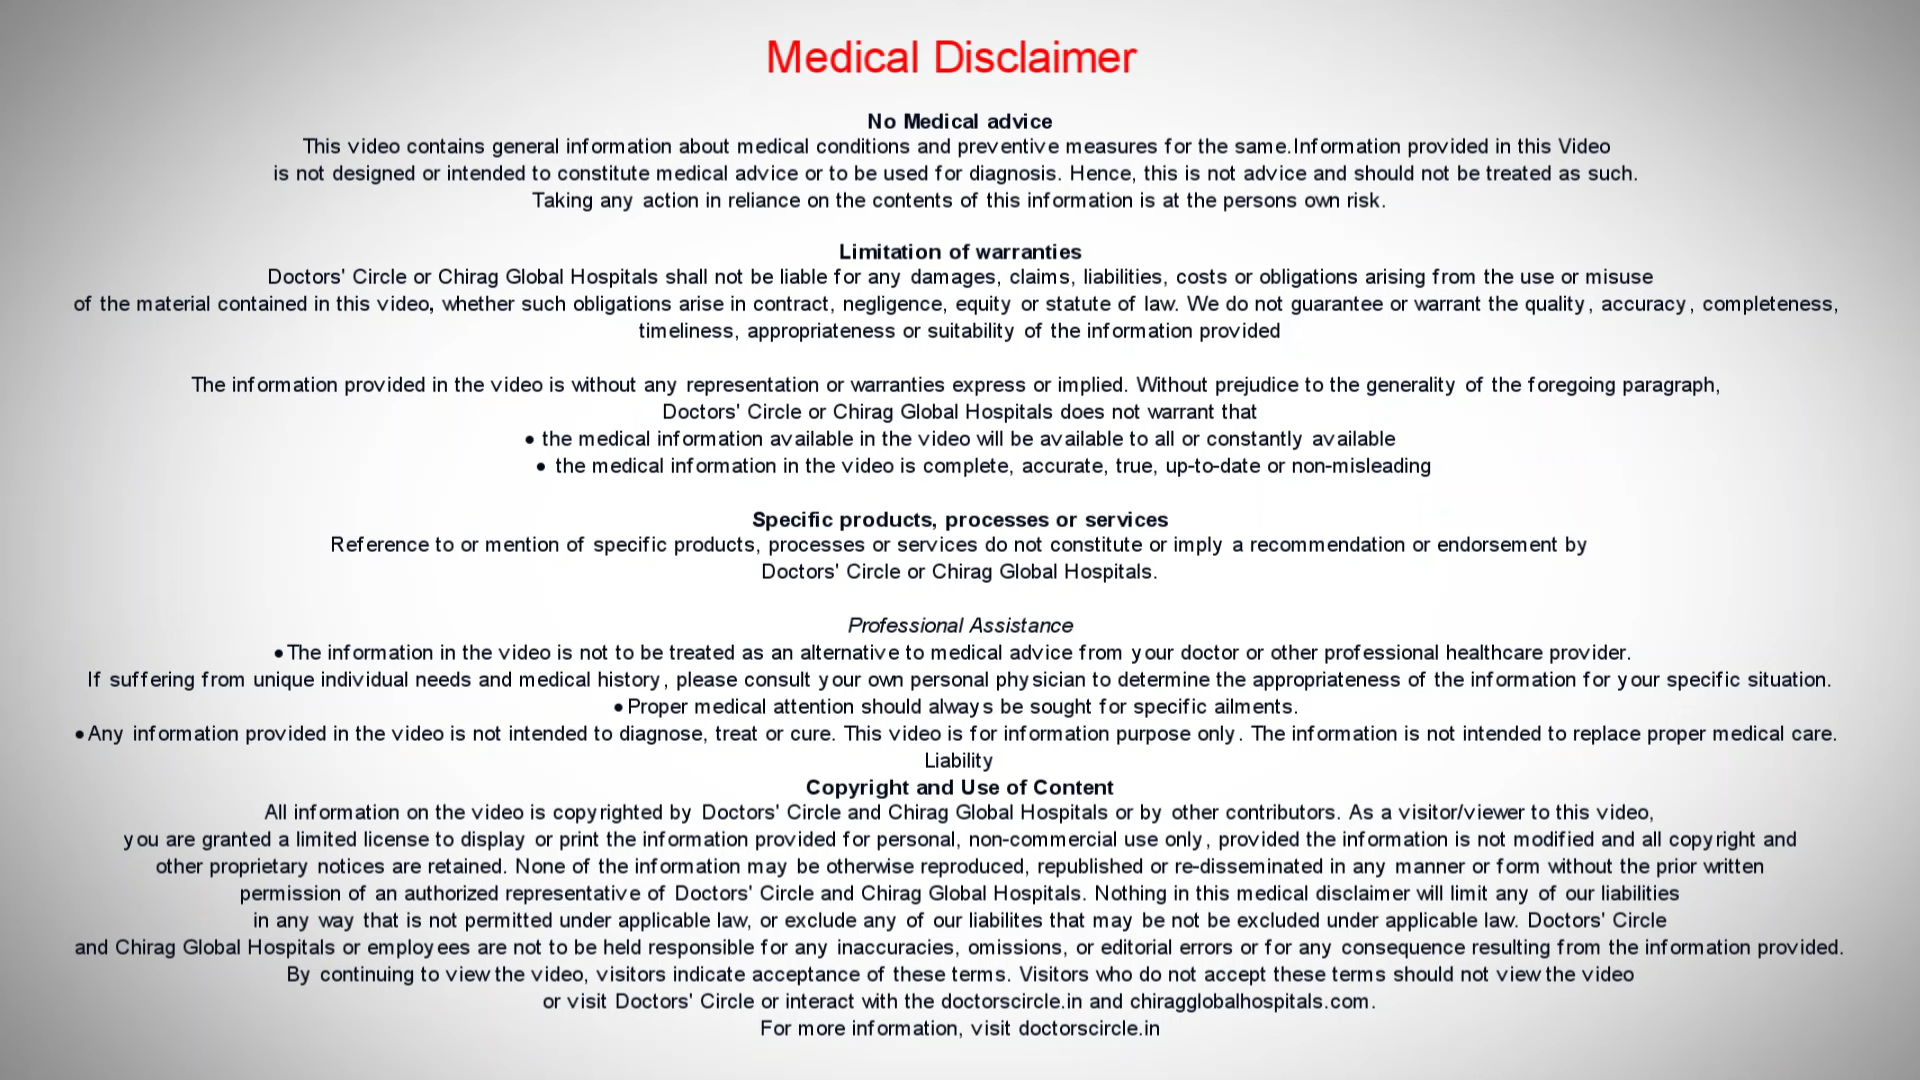 Medical Disclaimer
No Medical advice
This video contains general information about medical conditions and preventive measures for the same.Information provided in this Video
is not designed or intended to constitute medical advice or to be used for diagnosis. Hence, this is not advice and should not be treated as such.
Taking any action in reliance on the contents of this information is at the persons own risk.
Limitation of warranties
Doctors' Circle or Chirag Global Hospitals shall not be liable for any damages, claims, liabilities, costs or obligations arising from the use or misuse
of the material contained in this video, whether such obligations arise in contract, negligence, equity or statute of law. We do not guarantee or warrant the quality, accuracy, completeness,
timeliness, appropriateness or suitability of the information provided
The information provided in the video is without any representation or warranties express or implied. Without prejudice to the generality of the foregoing paragraph,
Doctors' Circle or Chirag Global Hospitals does not warrant that
• the medical information available in the video will be available to all or constantly available
• the medical information in the video is complete, accurate, true, up-to-date or non-misleading
Specific products, processes or services
Reference to or mention of specific products, processes or services do not constitute or imply a recommendation or endorsement by
Doctors' Circle or Chirag Global Hospitals.
Professional Assistance
•The information in the video is not to be treated as an alternative to medical advice from your doctor or other professional healthcare provider.
If suffering from unique individual needs and medical history, please consult your own personal physician to determine the appropriateness of the information for your specific situation.
•Proper medical attention should always be sought for specific ailments.
•Any information provided in the video is not intended to diagnose, treat or cure. This video is for information purpose only. The information is not intended to replace proper medical care.
Liability
Copyright and Use of Content
All information on the video is copyrighted by Doctors' Circle and Chirag Global Hospitals or by other contributors. As a visitor/viewer to this video,
you are granted a limited license to display or print the information provided for personal, non-commercial use only, provided the information is not modified and all copyright and
other proprietary notices are retained. None of the information may be otherwise reproduced, republished or re-disseminated in any manner or form without the prior written
permission of an authorized representative of Doctors' Circle and Chirag Global Hospitals. Nothing in this medical disclaimer will limit any of our liabilities
in any way that is not permitted under applicable law, or exclude any of our liabilites that may be not be excluded under applicable law. Doctors' Circle
and Chirag Global Hospitals or employees are not to be held responsible for any inaccuracies, omissions, or editorial errors or for any consequence resulting from the information provided.
By continuing to view the video, visitors indicate acceptance of these terms. Visitors who do not accept these terms should not view the video
or visit Doctors' Circle or interact with the doctorscircle.in and chiragglobalhospitals.com.
For more information, visit doctorscircle.in